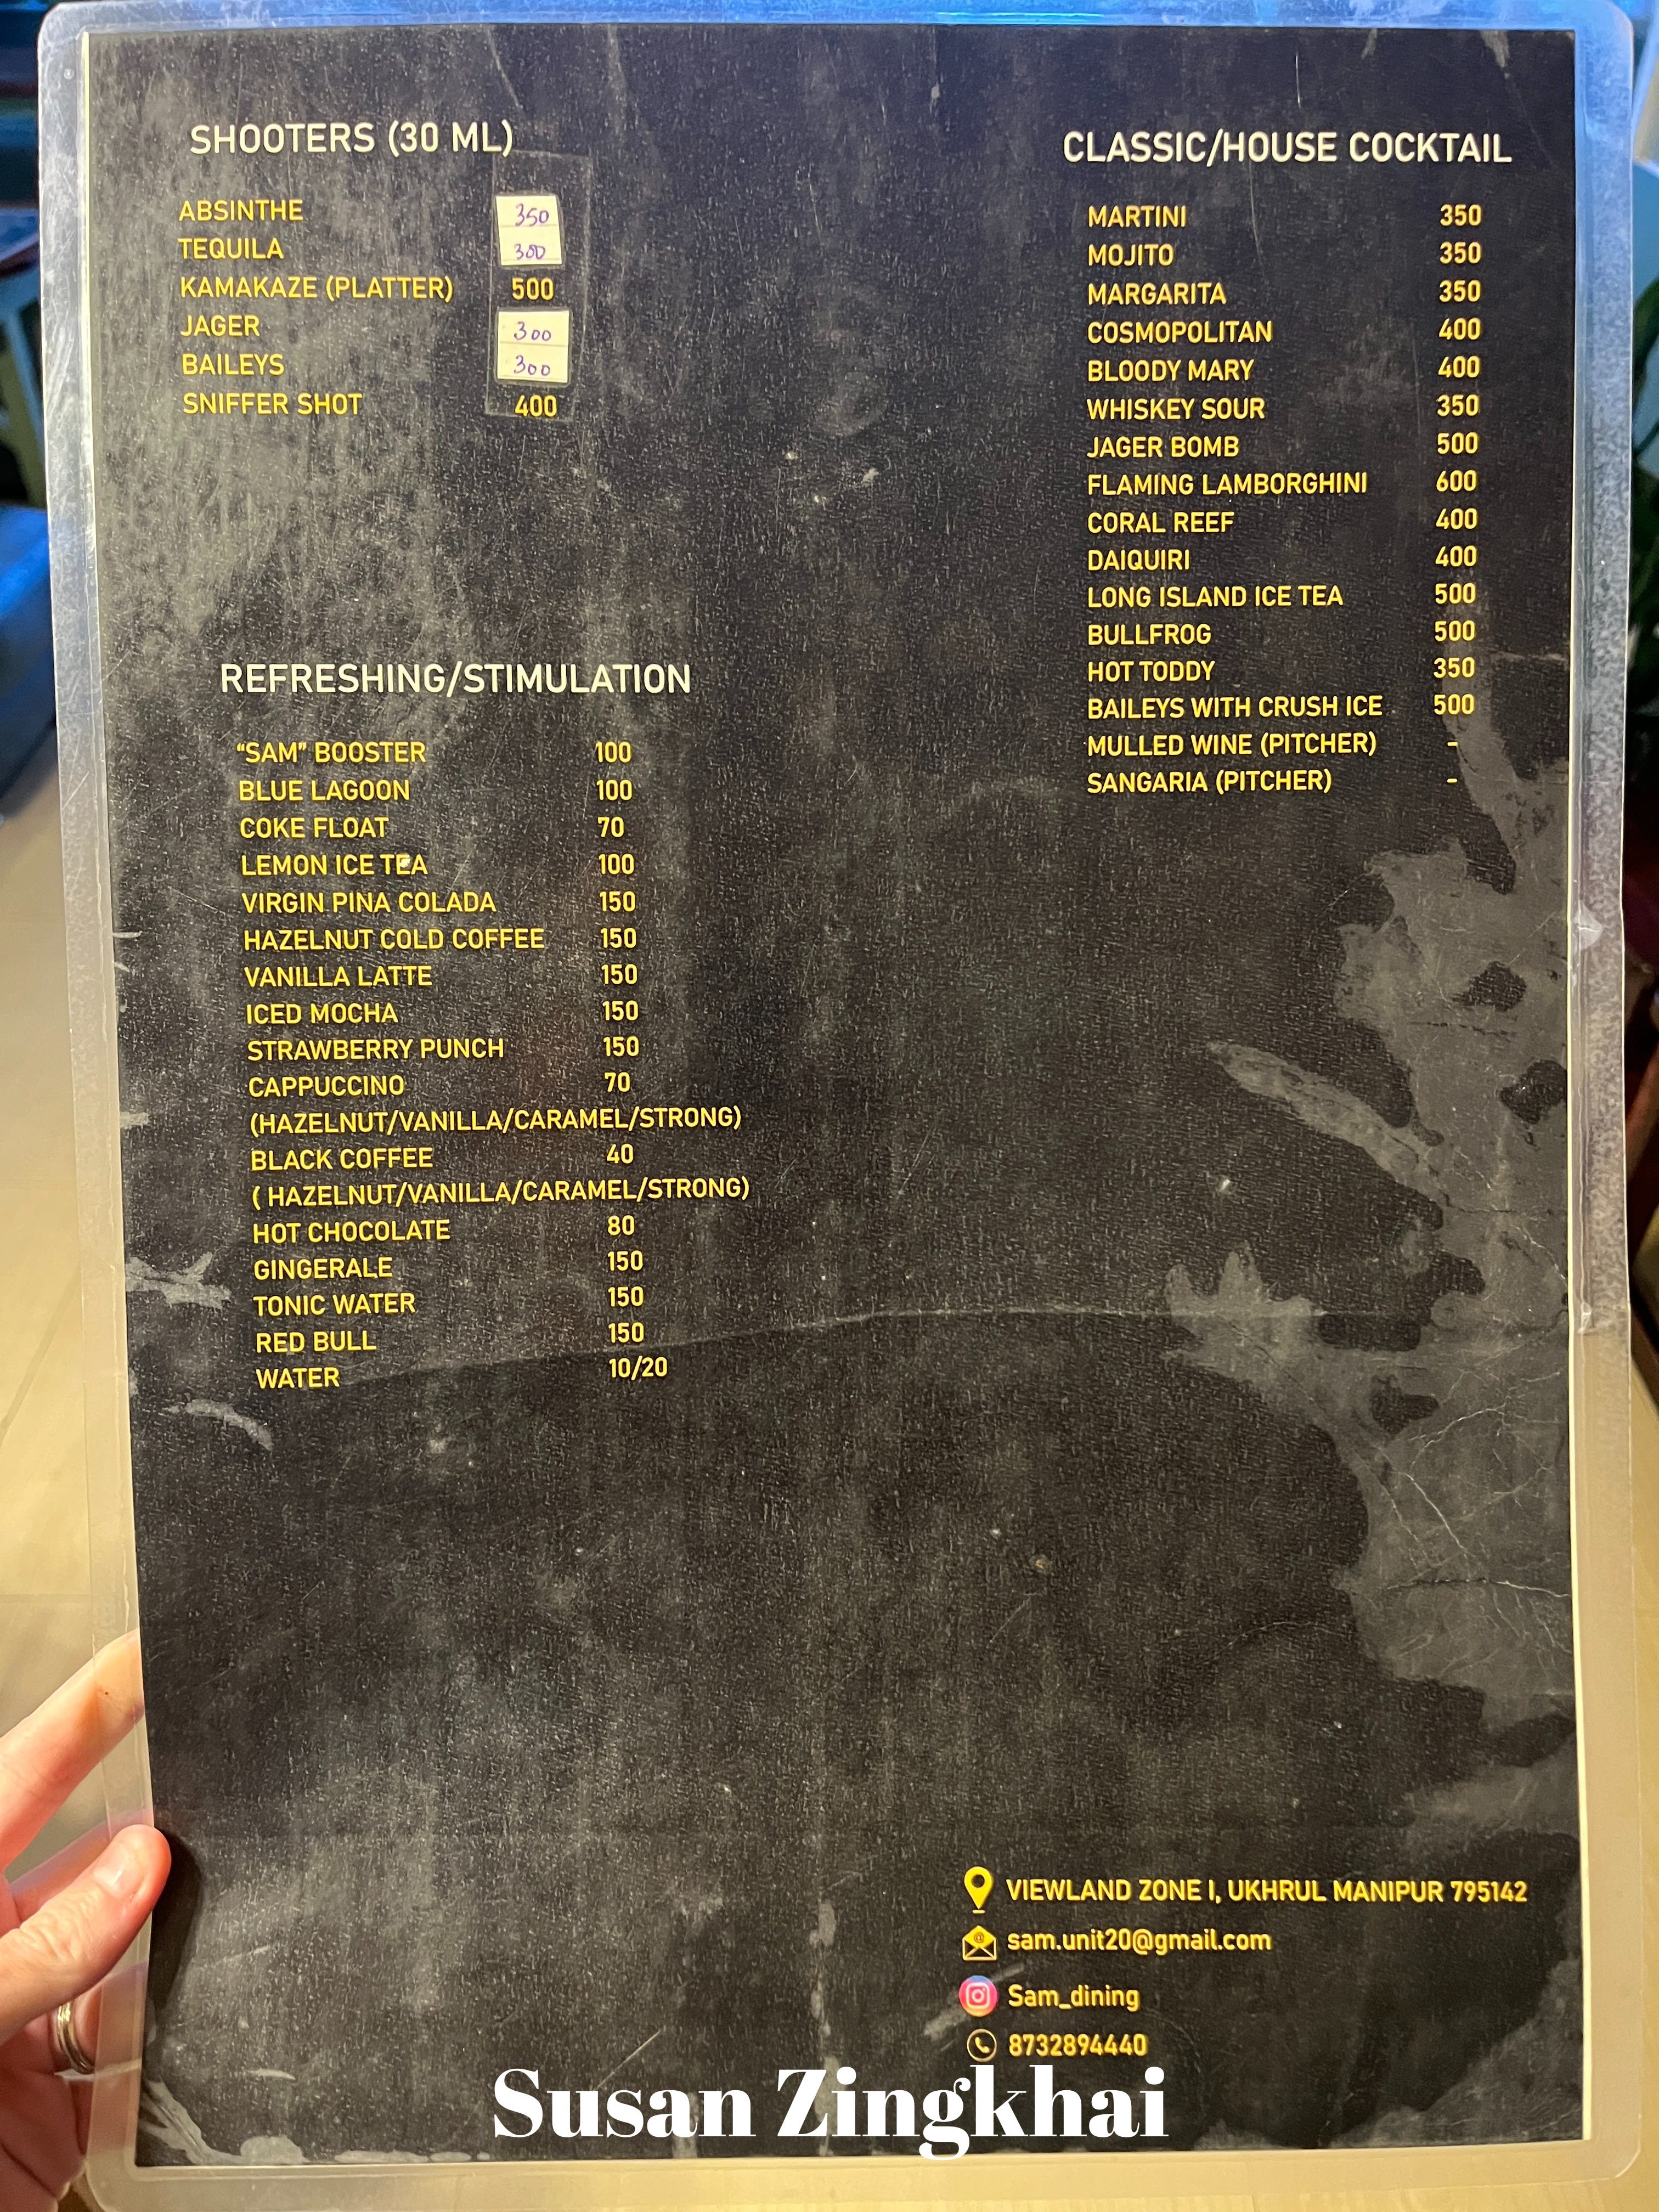 SHOOTERS (30 ML)
ABSINTHE 350
TEQUILA 300
KAMAKAZE (PLATTER) 500
JAGER 300
BAILEYS 300
SNIFFER SHOT 400
REFRESHING/STIMULATION
“SAM” BOOSTER 100
BLUE LAGOON 100
COKE FLOAT 70
LEMON ICE TEA 100
VIRGIN PINA COLADA 150
HAZELNUT COLD COFFEE 150
VANILLA LATTE 150
ICED MOCHA 150
STRAWBERRY PUNCH 150
CAPPUCCINO 70
(HAZELNUT/VANILLA/CARAMEL/STRONG)
BLACK COFFEE 40
( HAZELNUT/VANILLA/CARAMEL/STRONG)
HOT CHOCOLATE 80
GINGERALE 150
TONIC WATER 150
RED BULL 150
WATER 10/20
CLASSIC/HOUSE COCKTAIL
MARTINI 350
MOJITO 350
MARGARITA 350
COSMOPOLITAN 400
BLOODY MARY 400
WHISKEY SOUR 350
JAGER BOMB 500
FLAMING LAMBORGHINI 600
CORAL REEF 400
DAIQUIRI 400
LONG ISLAND ICE TEA 500
BULLFROG 500
HOT TODDY 350
BAILEYS WITH CRUSH ICE 500
MULLED WINE (PITCHER) -
SANGARIA (PITCHER) -
VIEWLAND ZONE I, UKHRUL MANIPUR 795142
sam.unit20@gmail.com
Sam_dining
8732894440
Susan Zingkhai